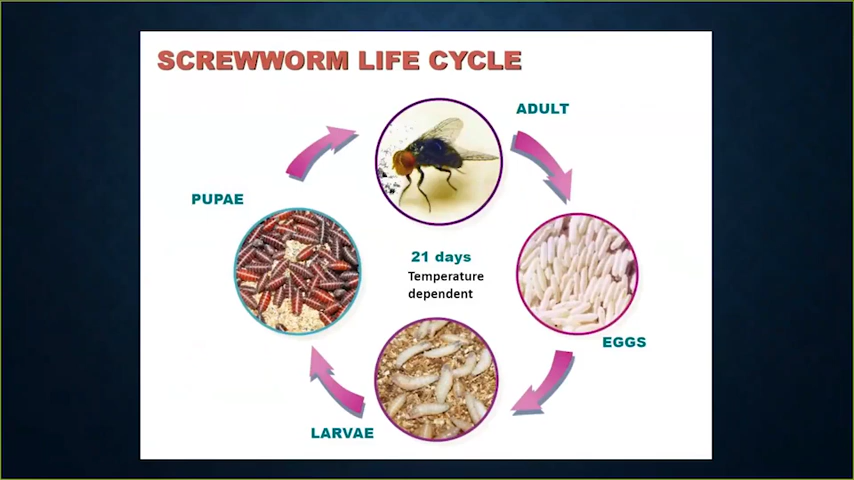 SCREWWORM LIFE CYCLE
ADULT
PUPAE
21 days
Temperature
dependent
EGGS
LARVAE